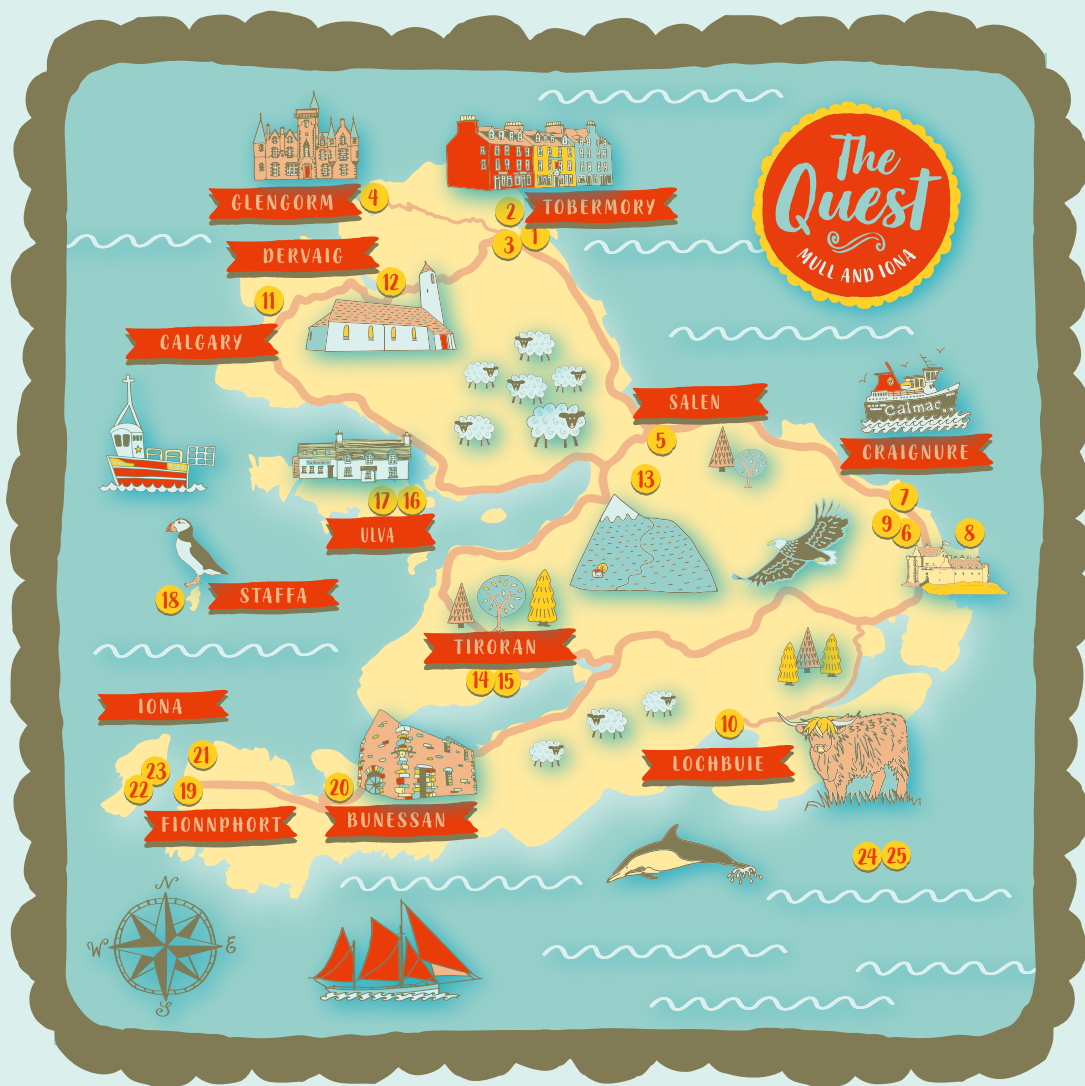 The
Quest
MULL AND IONA
GLENGORM
4
2
TOBERMORY
3
1
DERVAIG
12
11
CALGARY
SALEN
5
Calmac
CRAIGNURE
13
7
9
6
8
17
16
ULVA
18
STAFFA
TIRORAN
14
15
IONA
10
LOCHBUIE
21
23
22
19
20
FIONNPHORT
BUNESSAN
24
25
N
W
E
S